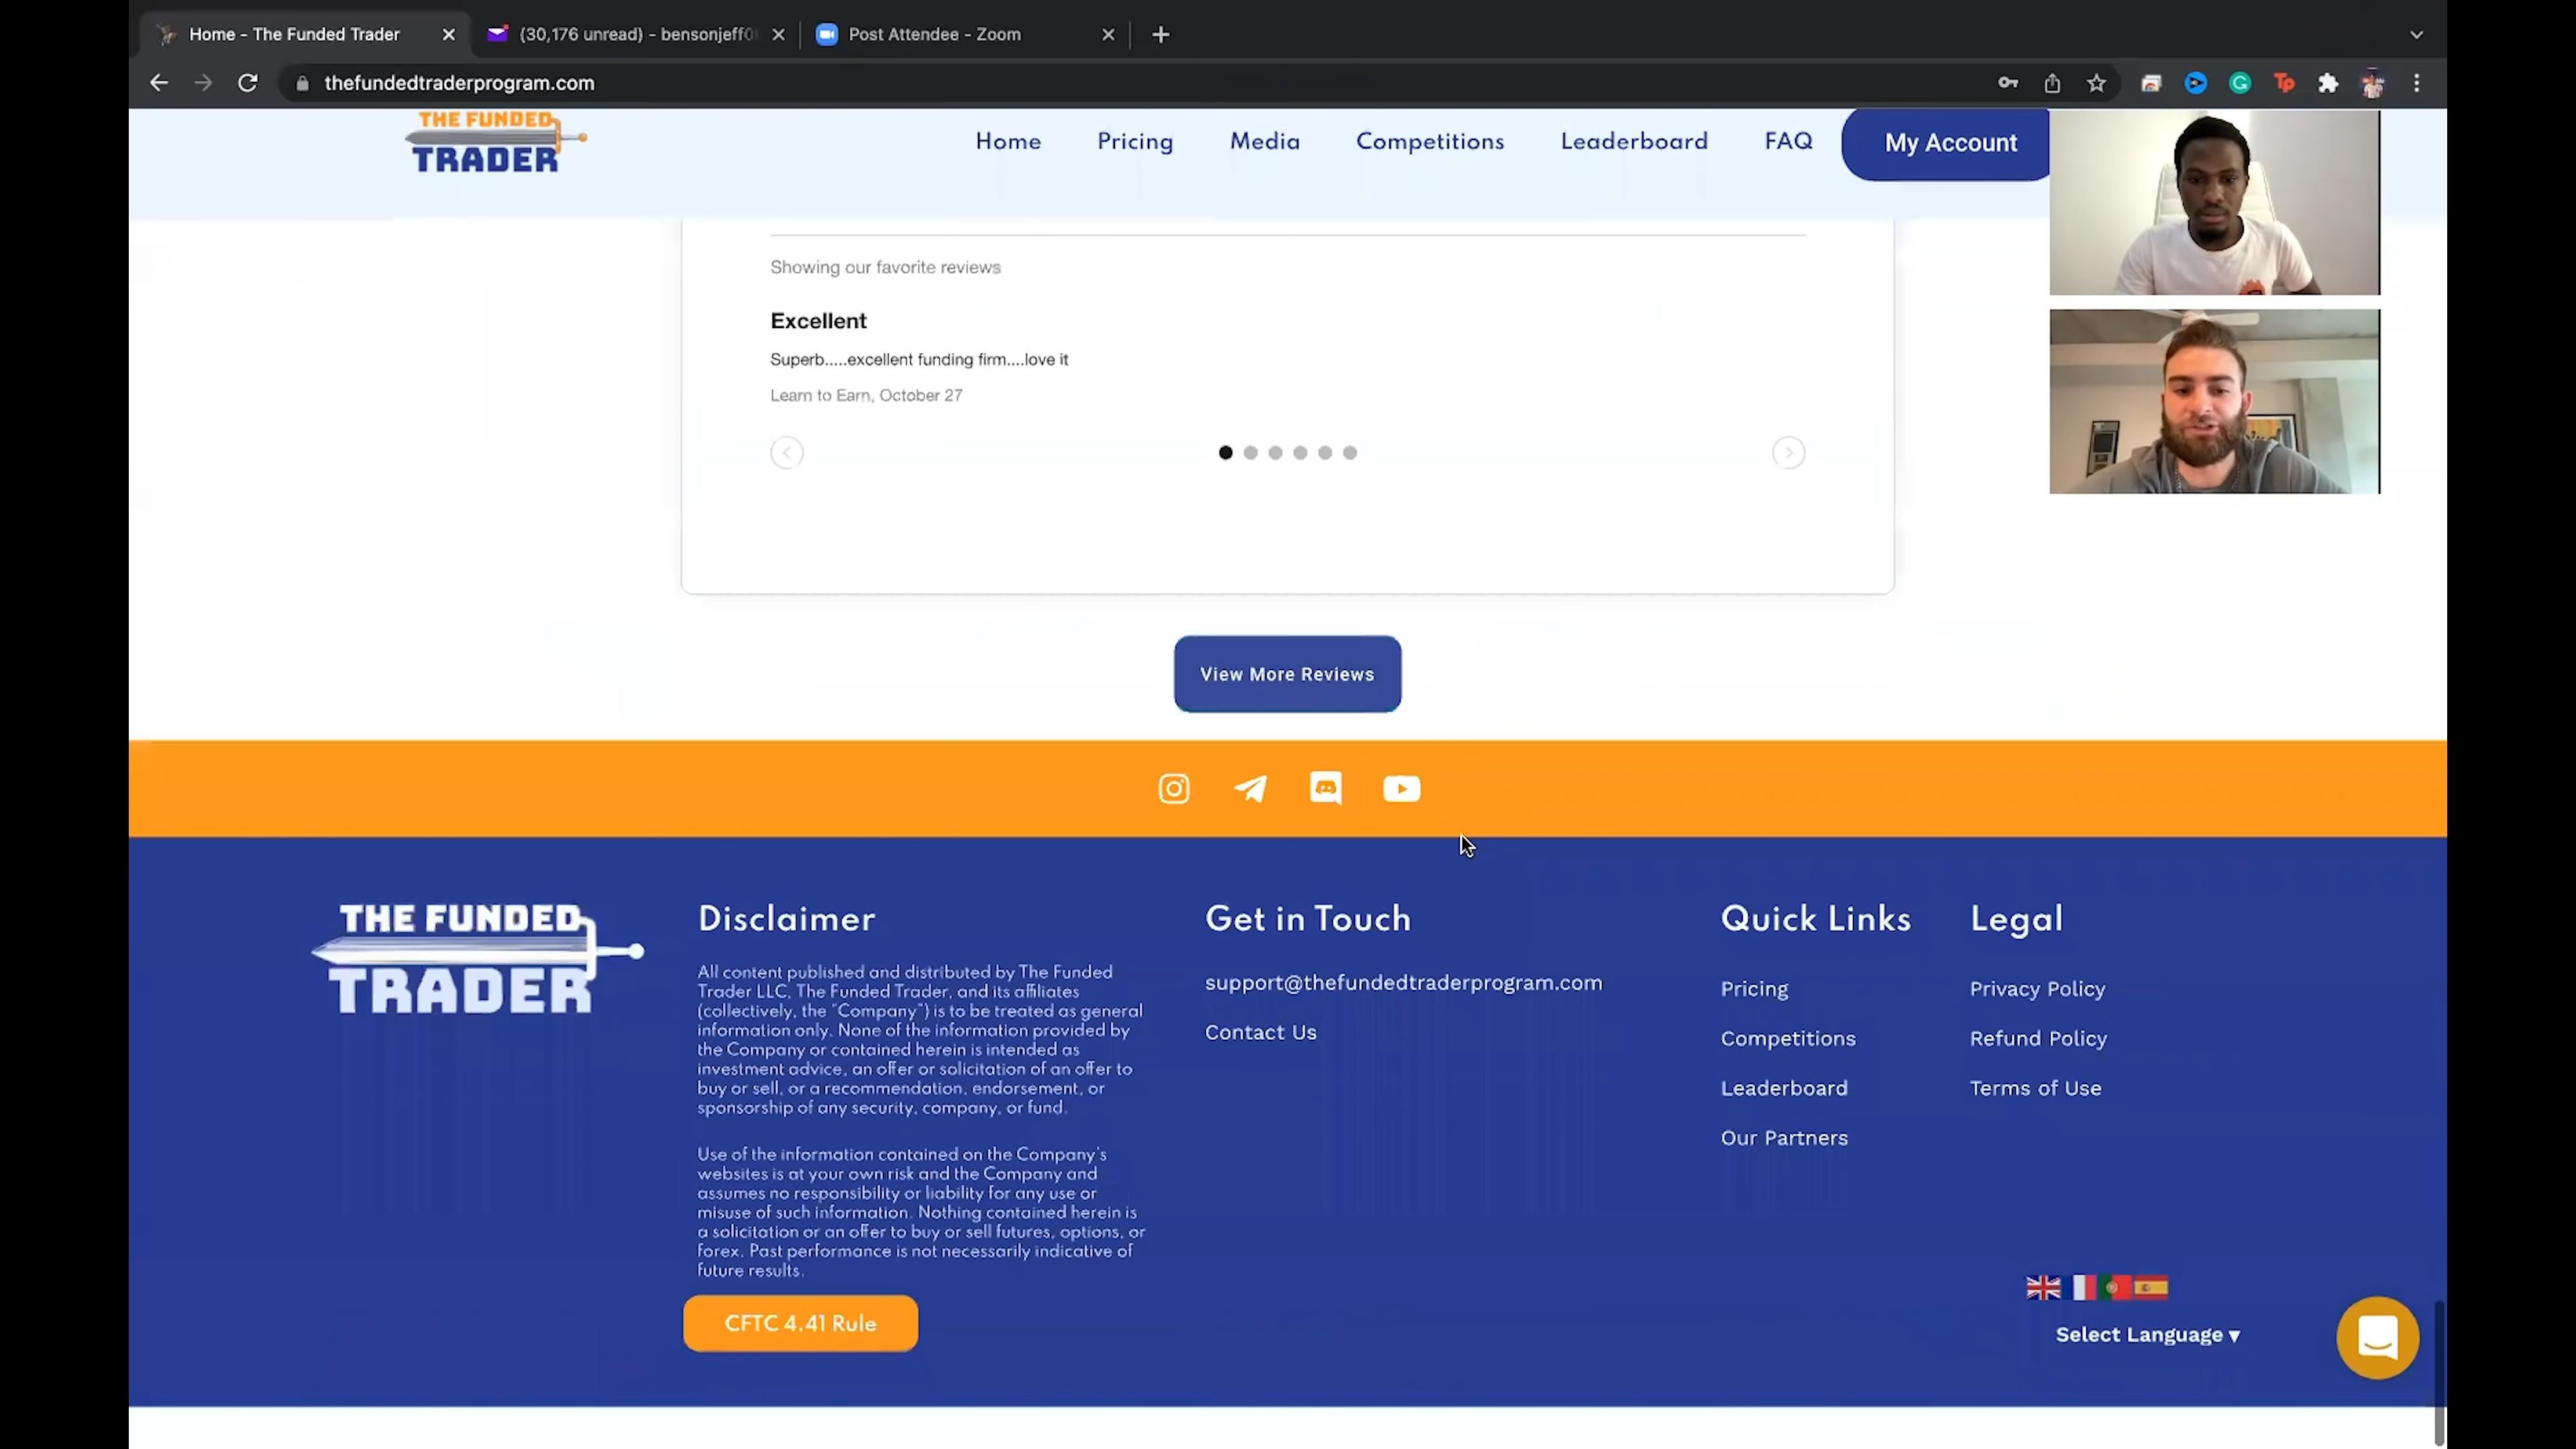 Home - The Funded Trader
(30,176 unread) - bensonjeff0
Post Attendee - Zoom
thefundedtraderprogram.com
THE FUNDED
TRADER
Home
Pricing
Media
Competitions
Leaderboard
FAQ
My Account
Showing our favorite reviews
Excellent
Superb.....excellent funding firm....love it
Learn to Earn, October 27
View More Reviews
THE FUNDED
TRADER
Disclaimer
All content published and distributed by The Funded
Trader LLC, The Funded Trader, and its affiliates
(collectively, the "Company") is to be treated as general
information only. None of the information provided by
the Company or contained herein is intended as
investment advice, an offer or solicitation of an offer to
buy or sell, or a recommendation, endorsement, or
sponsorship of any security, company, or fund.
Use of the information contained on the Company's
websites is at your own risk and the Company and
assumes no responsibility or liability for any use or
misuse of such information. Nothing contained herein is
a solicitation or an offer to buy or sell futures, options, or
forex. Past performance is not necessarily indicative of
future results.
CFTC 4.41 Rule
Get in Touch
support@thefundedtraderprogram.com
Contact Us
Quick Links
Pricing
Competitions
Leaderboard
Our Partners
Legal
Privacy Policy
Refund Policy
Terms of Use
Select Language ▼